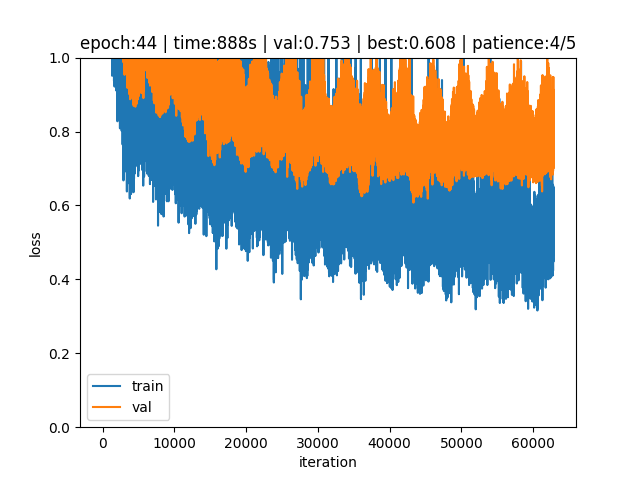 epoch:44 | time:888s | val:0.753 | best:0.608 | patience:4/5
1.0
0.8
0.6
0.4
0.2
0.0
loss
train
val
0 10000 20000 30000 40000 50000 60000
iteration